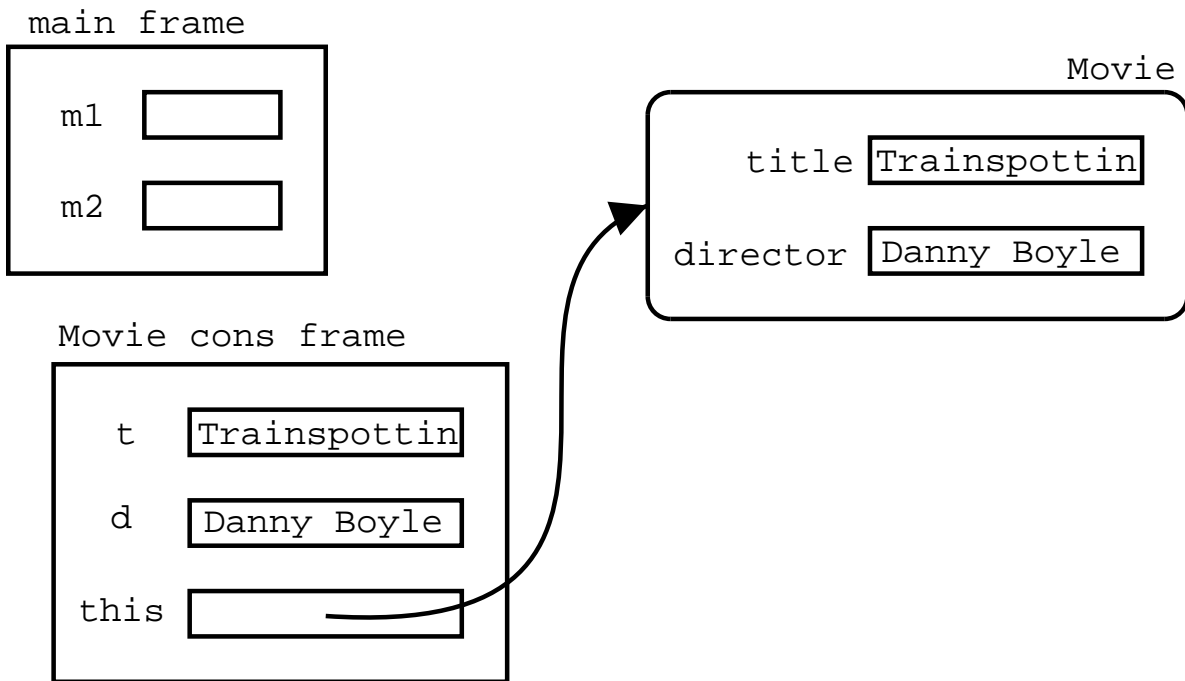 main frame
m1
m2
Movie
title Trainspottin
director Danny Boyle
Movie cons frame
t Trainspottin
d Danny Boyle
this